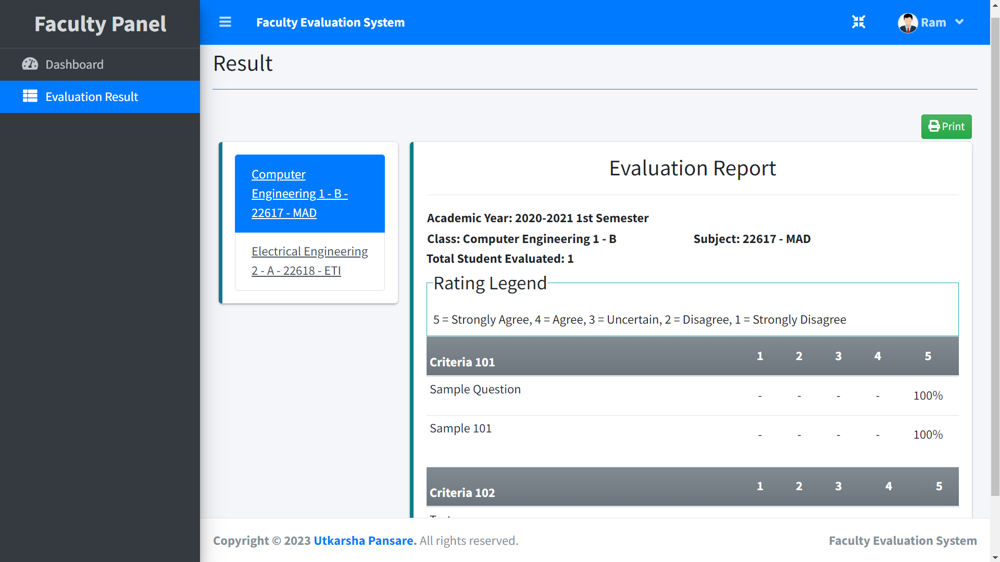 Faculty Panel
Dashboard
Evaluation Result
Faculty Evaluation System
Ram
Result
Print
Computer
Engineering 1 - B -
22617 - MAD
Electrical Engineering
2 - A - 22618 - ETI
Evaluation Report
Academic Year: 2020-2021 1st Semester
Class: Computer Engineering 1 - B Subject: 22617 - MAD
Total Student Evaluated: 1
Rating Legend
5 = Strongly Agree, 4 = Agree, 3 = Uncertain, 2 = Disagree, 1 = Strongly Disagree
Criteria 101 1 2 3 4 5
Sample Question - - - - 100%
Sample 101 - - - - 100%
Criteria 102 1 2 3 4 5
Copyright © 2023 Utkarsha Pansare. All rights reserved.
Faculty Evaluation System